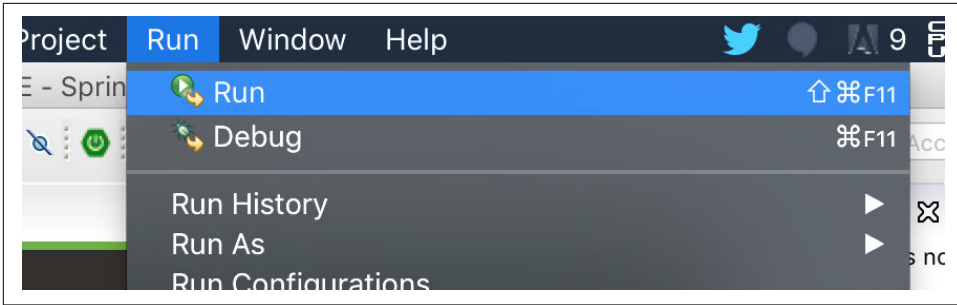 Project Run Window Help 9
E - Sprin
Run ⇧⌘F11
Debug ⌘F11
Acc
Run History ▶
Run As ▶
s no
Run Configurations